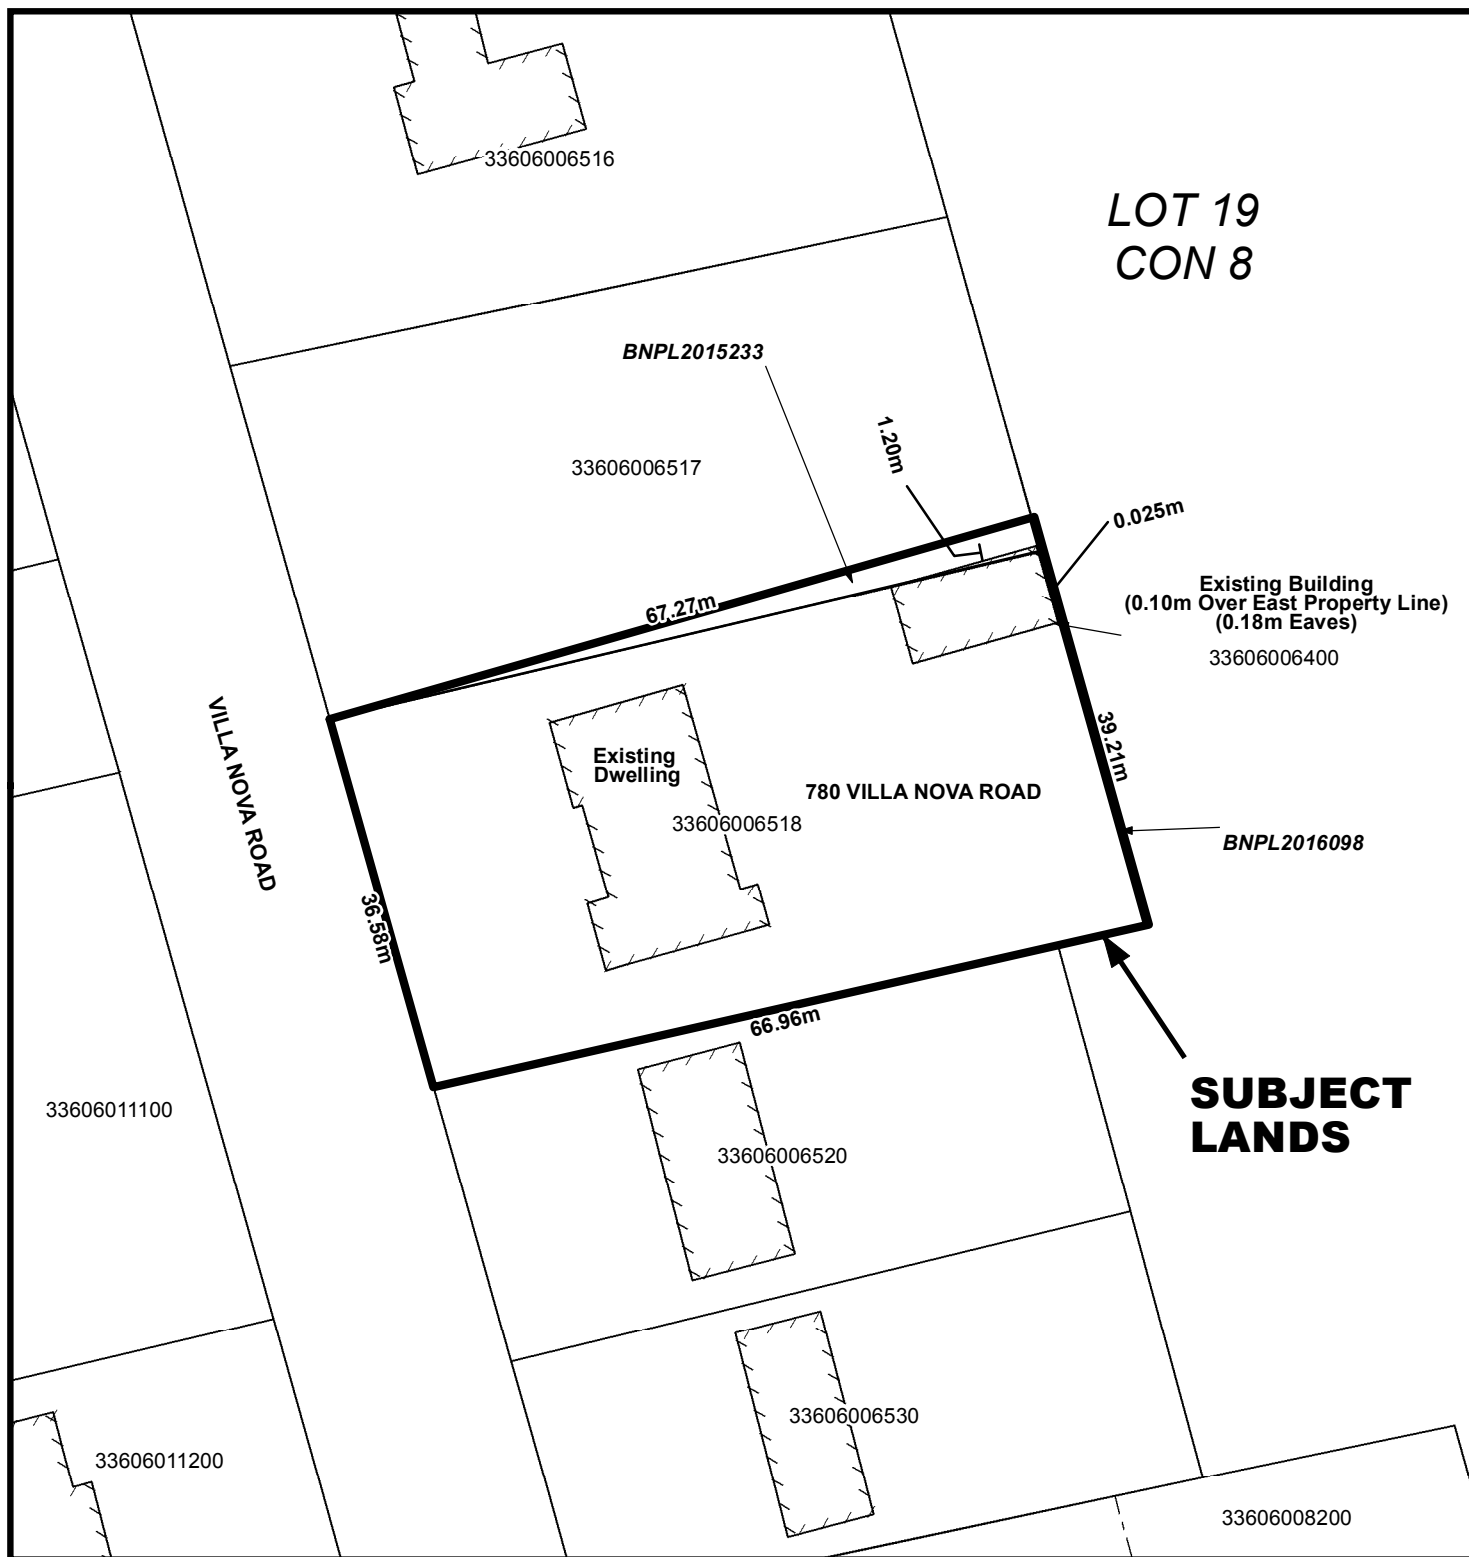 33606006516
LOT 19
CON 8
BNPL2015233
1.20m
33606006517
0.025m
Existing Building
(0.10m Over East Property Line)
(0.18m Eaves)
33606006400
67.27m
VILLA NOVA ROAD
Existing
Dwelling
39.21m
780 VILLA NOVA ROAD
33606006518
BNPL2016098
36.58m
66.96m
SUBJECT
LANDS
33606011100
33606006520
33606006530
33606011200
33606008200